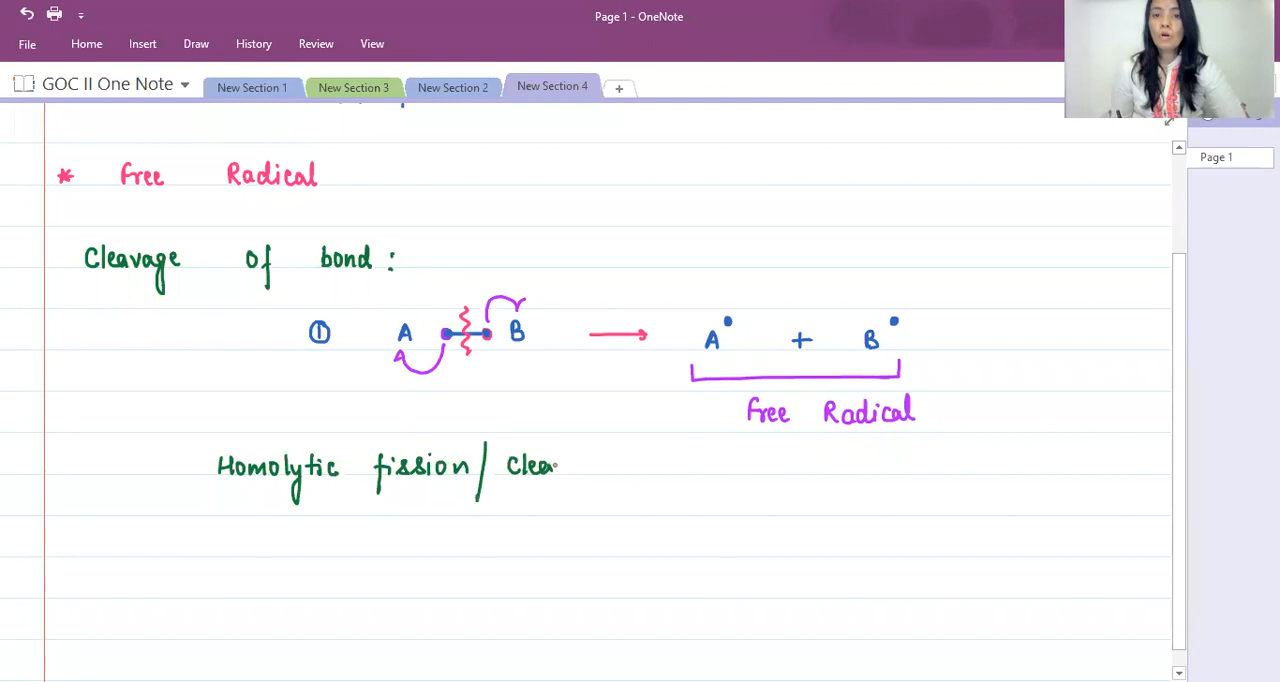 Page 1 - OneNote
File Home Insert Draw History Review View
GOC II One Note New Section 1 New Section 3 New Section 2 New Section 4 +
Page 1
* Free Radical
Cleavage of bond :
① A B → A• + B•
Free Radical
Homolytic fission / Clea